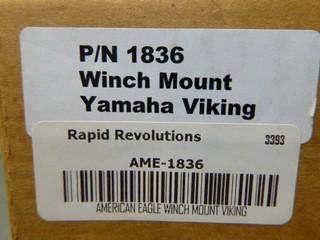 P/N 1836
Winch Mount
Yamaha Viking
Rapid Revolutions 3393
AME-1836
AMERICAN EAGLE WINCH MOUNT VIKING